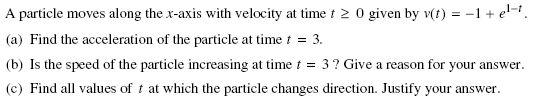 A particle moves along the x-axis with velocity at time t ≥ 0 given by v(t) = −1 + e^{1−t}.
(a) Find the acceleration of the particle at time t = 3.
(b) Is the speed of the particle increasing at time t = 3 ? Give a reason for your answer.
(c) Find all values of t at which the particle changes direction. Justify your answer.